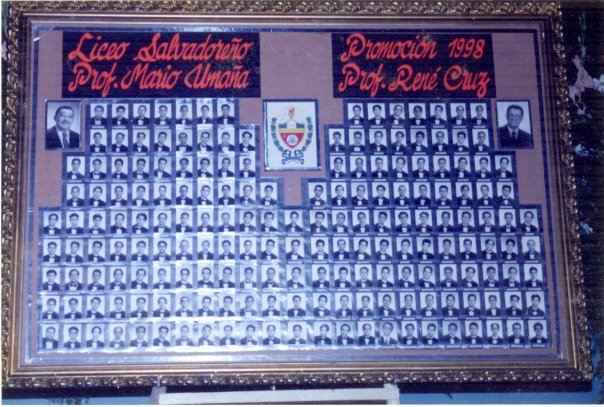 Liceo Salvadoreño
Prof. Mario Umaña
Promoción 1998
Prof. René Cruz